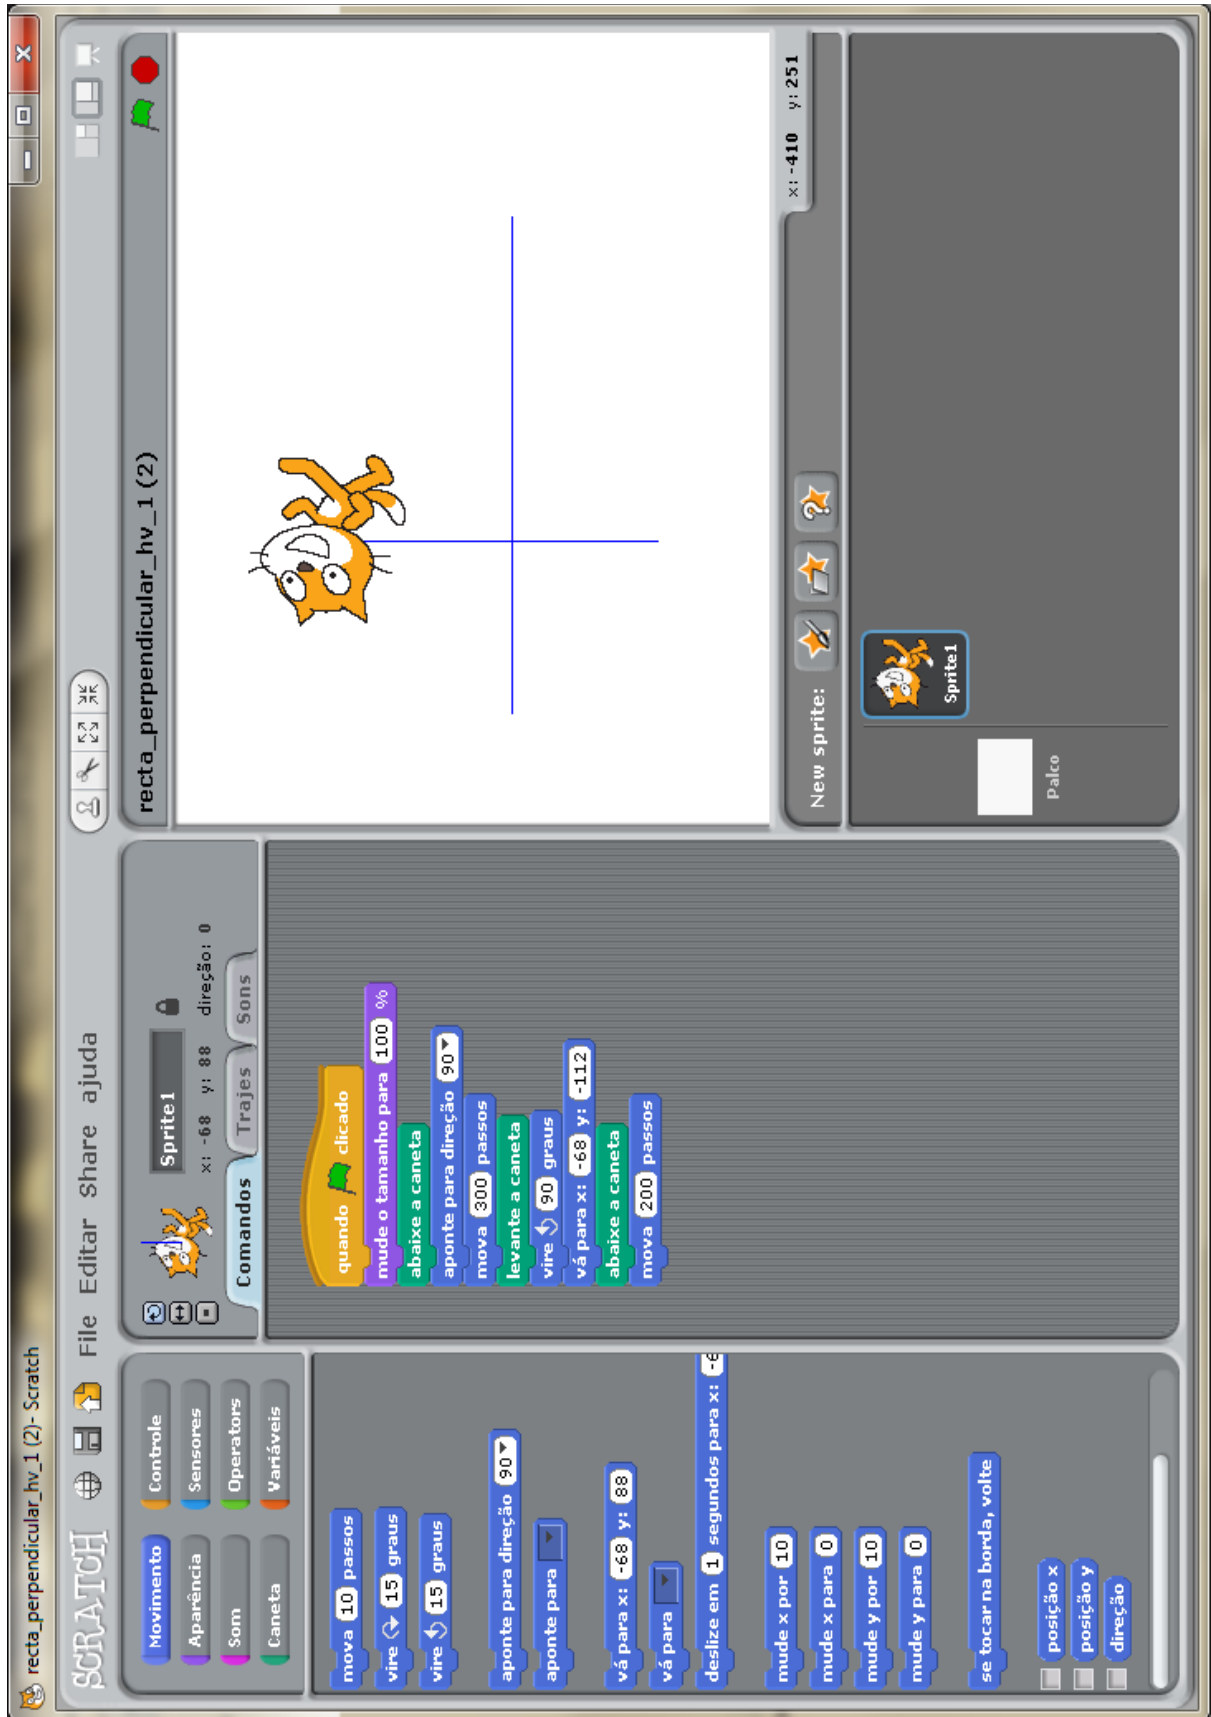 recta_perpendicular_hv_1 (2)- Scratch
SCRATCH
File Editar Share ajuda
Movimento
Controle
Aparência
Sensores
Som
Operators
Caneta
Variáveis
mova 10 passos
vire 15 graus
vire 15 graus
aponte para direção 90
aponte para
vá para x: -68 y: 88
vá para
deslize em 1 segundos para x: -6
mude x por 10
mude x para 0
mude y por 10
mude y para 0
se tocar na borda, volte
posição x
posição y
direção
Sprite1
x: -68 y: 88 direção: 0
Comandos
Trajes
Sons
quando clicado
mude o tamanho para 100 %
abaixe a caneta
aponte para direção 90
mova 300 passos
levante a caneta
vire 90 graus
vá para x: -68 y: -112
abaixe a caneta
mova 200 passos
recta_perpendicular_hv_1 (2)
x: -410 y: 251
New sprite:
Sprite1
Palco